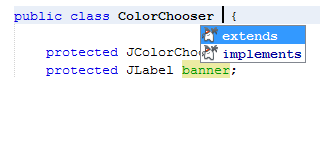 public class ColorChooser {
extends
implements
protected JColorChoo
protected JLabel banner;